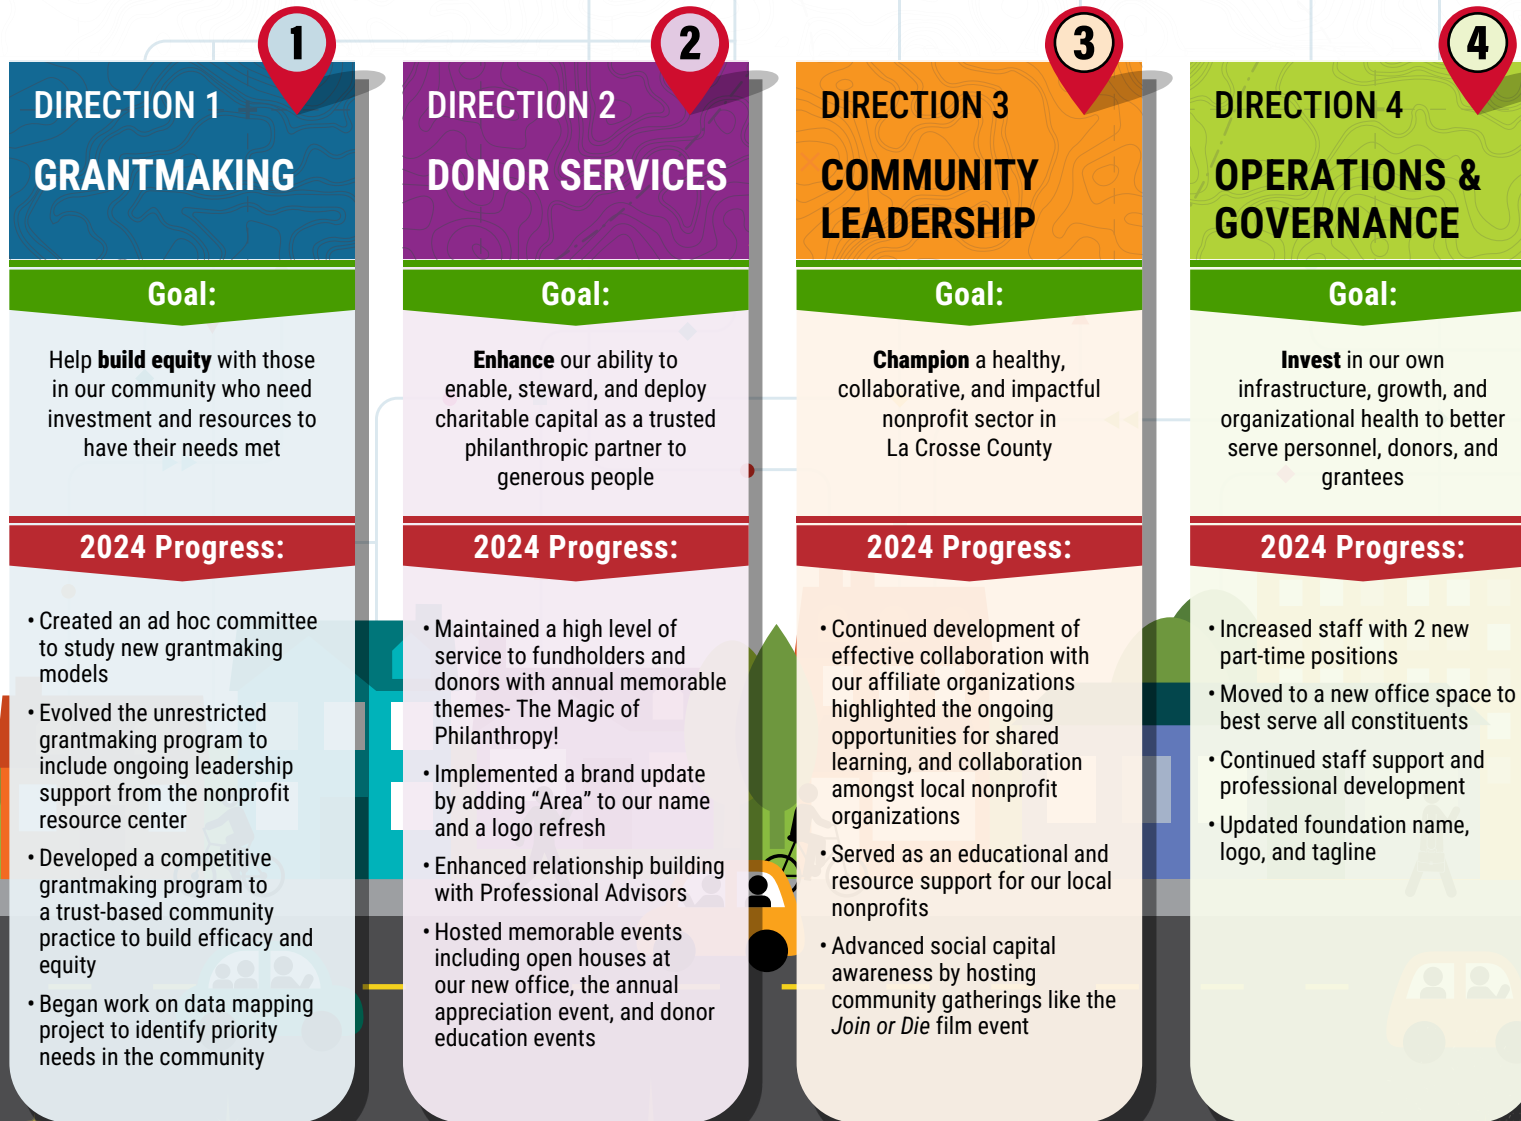 1
DIRECTION 1
GRANTMAKING
Goal:
Help build equity with those
in our community who need
investment and resources to
have their needs met
2024 Progress:
• Created an ad hoc committee
to study new grantmaking
models
• Evolved the unrestricted
grantmaking program to
include ongoing leadership
support from the nonprofit
resource center
• Developed a competitive
grantmaking program to
a trust-based community
practice to build efficacy and
equity
• Began work on data mapping
project to identify priority
needs in the community
2
DIRECTION 2
DONOR SERVICES
Goal:
Enhance our ability to
enable, steward, and deploy
charitable capital as a trusted
philanthropic partner to
generous people
2024 Progress:
• Maintained a high level of
service to fundholders and
donors with annual memorable
themes- The Magic of
Philanthropy!
• Implemented a brand update
by adding “Area” to our name
and a logo refresh
• Enhanced relationship building
with Professional Advisors
• Hosted memorable events
including open houses at
our new office, the annual
appreciation event, and donor
education events
3
DIRECTION 3
COMMUNITY
LEADERSHIP
Goal:
Champion a healthy,
collaborative, and impactful
nonprofit sector in
La Crosse County
2024 Progress:
• Continued development of
effective collaboration with
our affiliate organizations
highlighted the ongoing
opportunities for shared
learning, and collaboration
amongst local nonprofit
organizations
• Served as an educational and
resource support for our local
nonprofits
• Advanced social capital
awareness by hosting
community gatherings like the
Join or Die film event
4
DIRECTION 4
OPERATIONS &
GOVERNANCE
Goal:
Invest in our own
infrastructure, growth, and
organizational health to better
serve personnel, donors, and
grantees
2024 Progress:
• Increased staff with 2 new
part-time positions
• Moved to a new office space to
best serve all constituents
• Continued staff support and
professional development
• Updated foundation name,
logo, and tagline